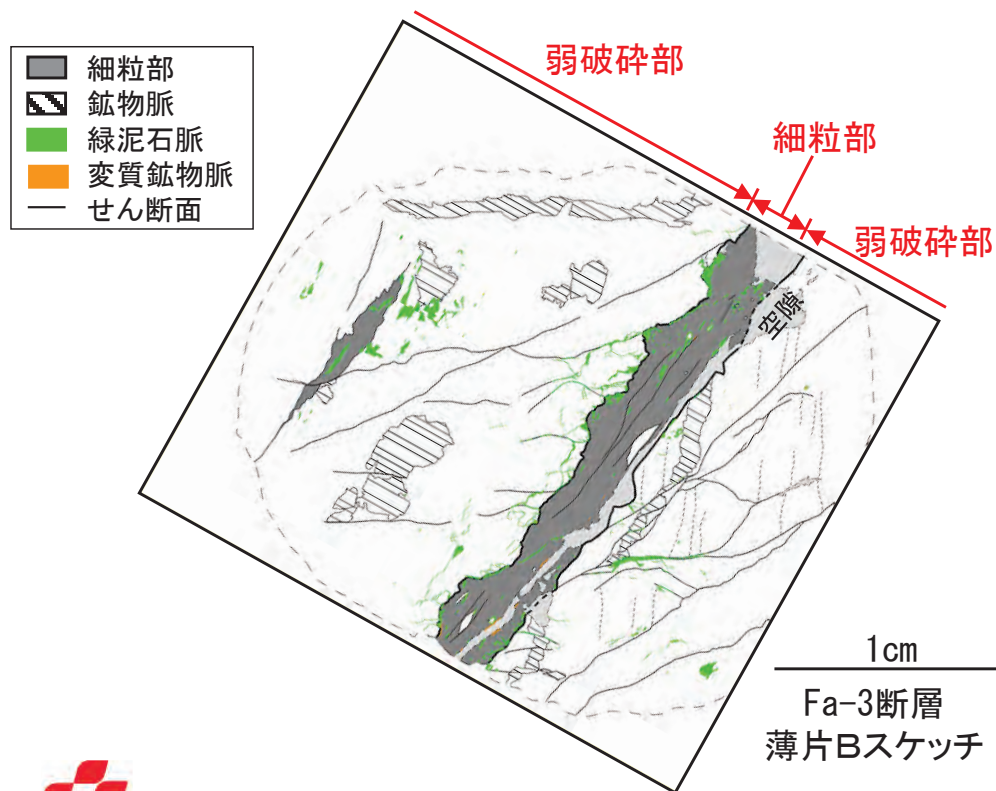 細粒部
鉱物脈
緑泥石脈
変質鉱物脈
せん断面
弱破砕部
細粒部
弱破砕部
空隙
1cm
Fa-3断層
薄片Bスケッチ